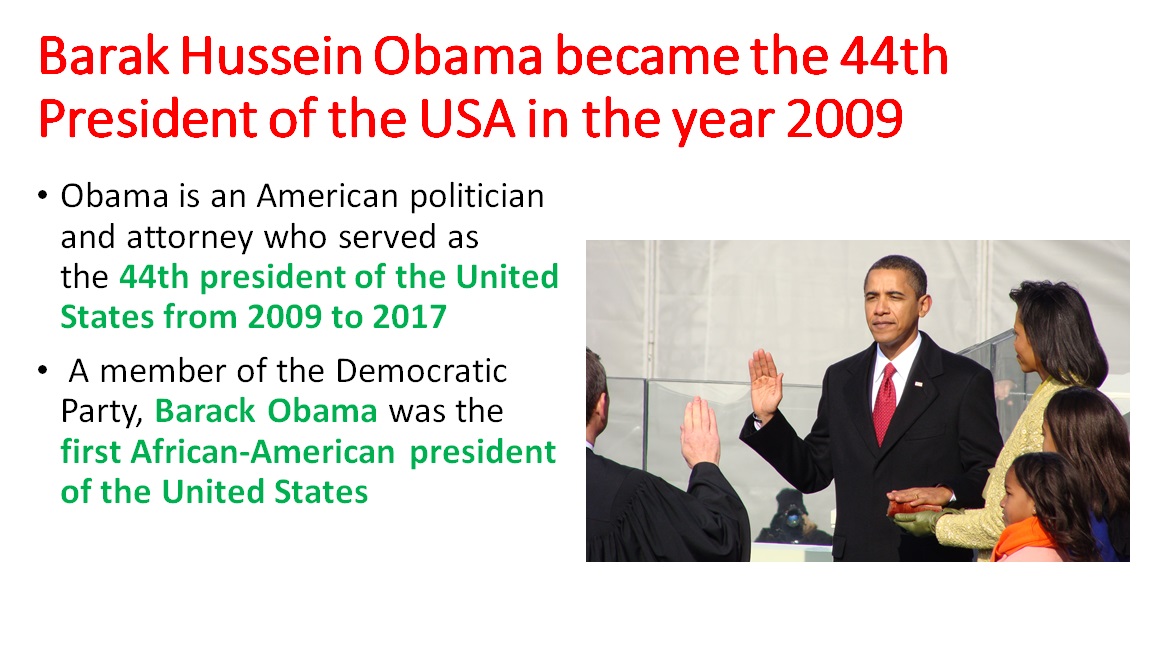 Barak Hussein Obama became the 44th
President of the USA in the year 2009
• Obama is an American politician
and attorney who served as
the 44th president of the United
States from 2009 to 2017
• A member of the Democratic
Party, Barack Obama was the
first African-American president
of the United States